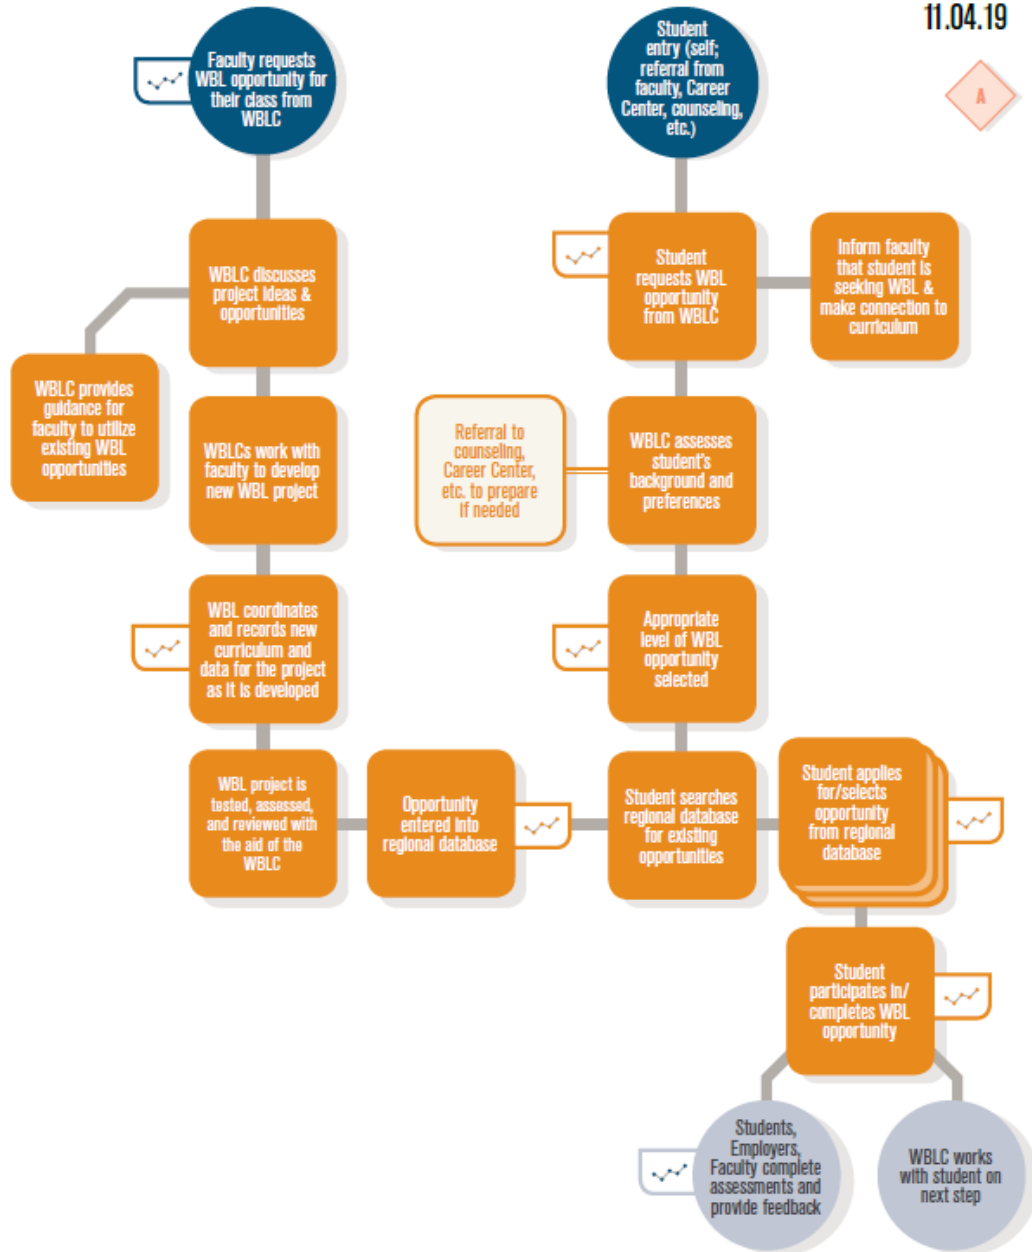 11.04.19
A
Faculty requests
WBL opportunity for
their class from
WBLC
Student
entry (self;
referral from
faculty, Career
Center, counseling,
etc.)
WBLC discusses
project ideas &
opportunities
Student
requests WBL
opportunity
from WBLC
Inform faculty
that student is
seeking WBL &
make connection to
curriculum
WBLC provides
guidance for
faculty to utilize
existing WBL
opportunities
WBLCs work with
faculty to develop
new WBL project
Referral to
counseling,
Career Center,
etc. to prepare
if needed
WBLC assesses
student's
background and
preferences
WBL coordinates
and records new
curriculum and
data for the project
as it is developed
Appropriate
level of WBL
opportunity
selected
WBL project is
tested, assessed,
and reviewed with
the aid of the
WBLC
Opportunity
entered into
regional database
Student searches
regional database
for existing
opportunities
Student applies
for/selects
opportunity
from regional
database
Student
participates in/
completes WBL
opportunity
Students,
Employers,
Faculty complete
assessments and
provide feedback
WBLC works
with student on
next step